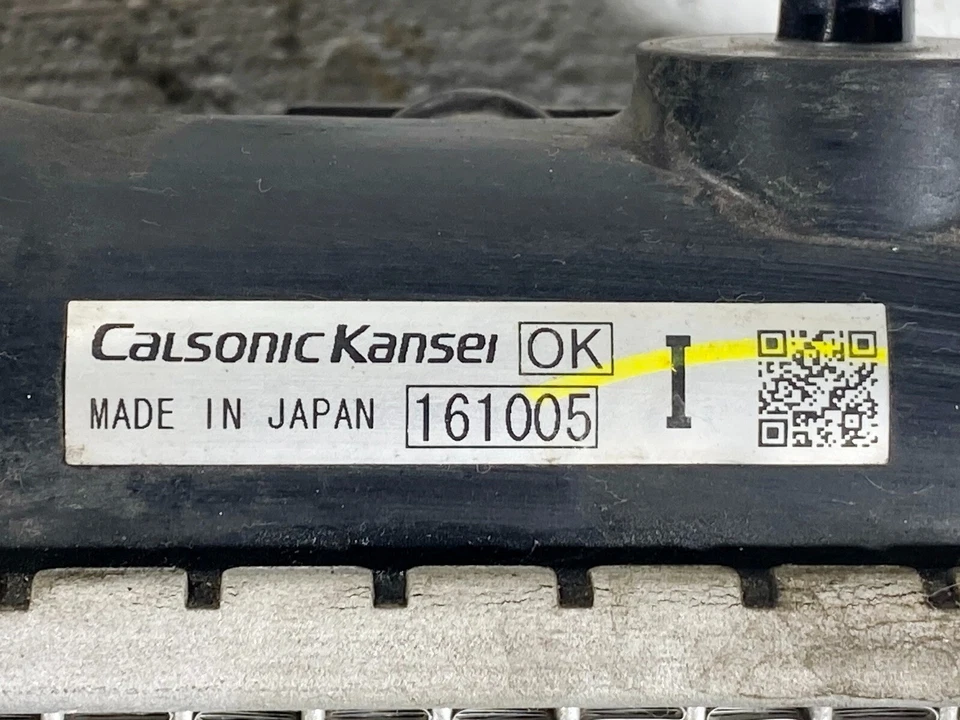 CalsonicKansei OK I
MADE IN JAPAN 161005